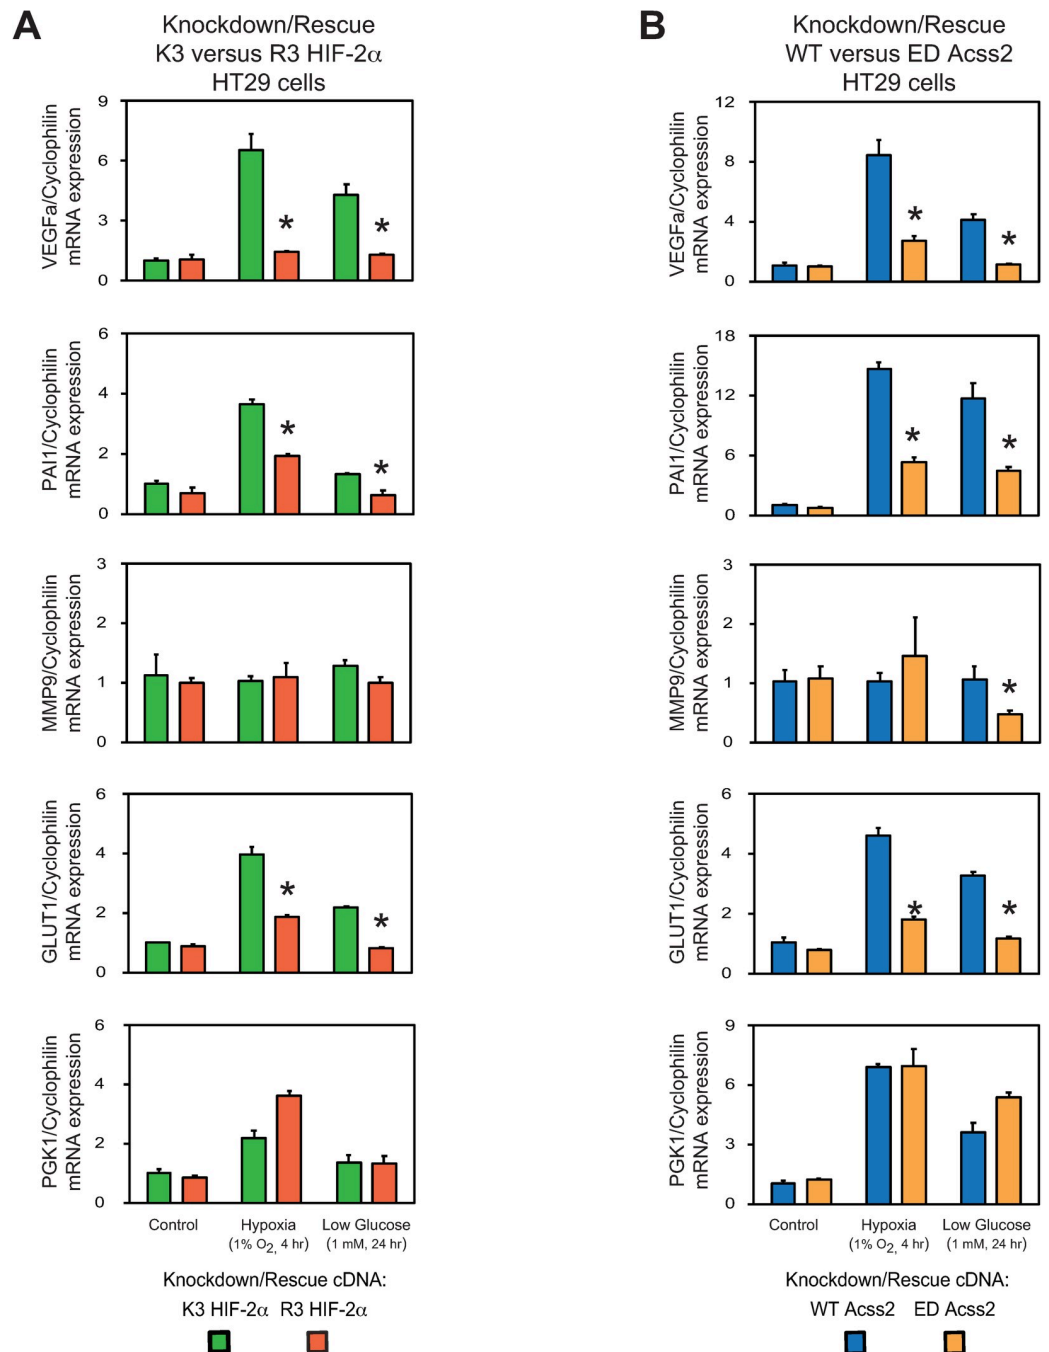 A
Knockdown/Rescue
K3 versus R3 HIF-2α
HT29 cells
VEGFa/Cyclophilin
mRNA expression
9
6
3
0
*
*
PAI1/Cyclophilin
mRNA expression
6
4
2
0
*
*
MMP9/Cyclophilin
mRNA expression
3
2
1
0
GLUT1/Cyclophilin
mRNA expression
6
4
2
0
*
*
PGK1/Cyclophilin
mRNA expression
6
4
2
0
Control
Hypoxia
(1% O2, 4 hr)
Low Glucose
(1 mM, 24 hr)
Knockdown/Rescue cDNA:
K3 HIF-2α R3 HIF-2α
B
Knockdown/Rescue
WT versus ED Acss2
HT29 cells
VEGFa/Cyclophilin
mRNA expression
12
8
4
0
*
*
PAI1/Cyclophilin
mRNA expression
18
12
6
0
*
*
MMP9/Cyclophilin
mRNA expression
3
2
1
0
*
GLUT1/Cyclophilin
mRNA expression
6
4
2
0
*
*
PGK1/Cyclophilin
mRNA expression
9
6
3
0
Control
Hypoxia
(1% O2, 4 hr)
Low Glucose
(1 mM, 24 hr)
Knockdown/Rescue cDNA:
WT Acss2 ED Acss2